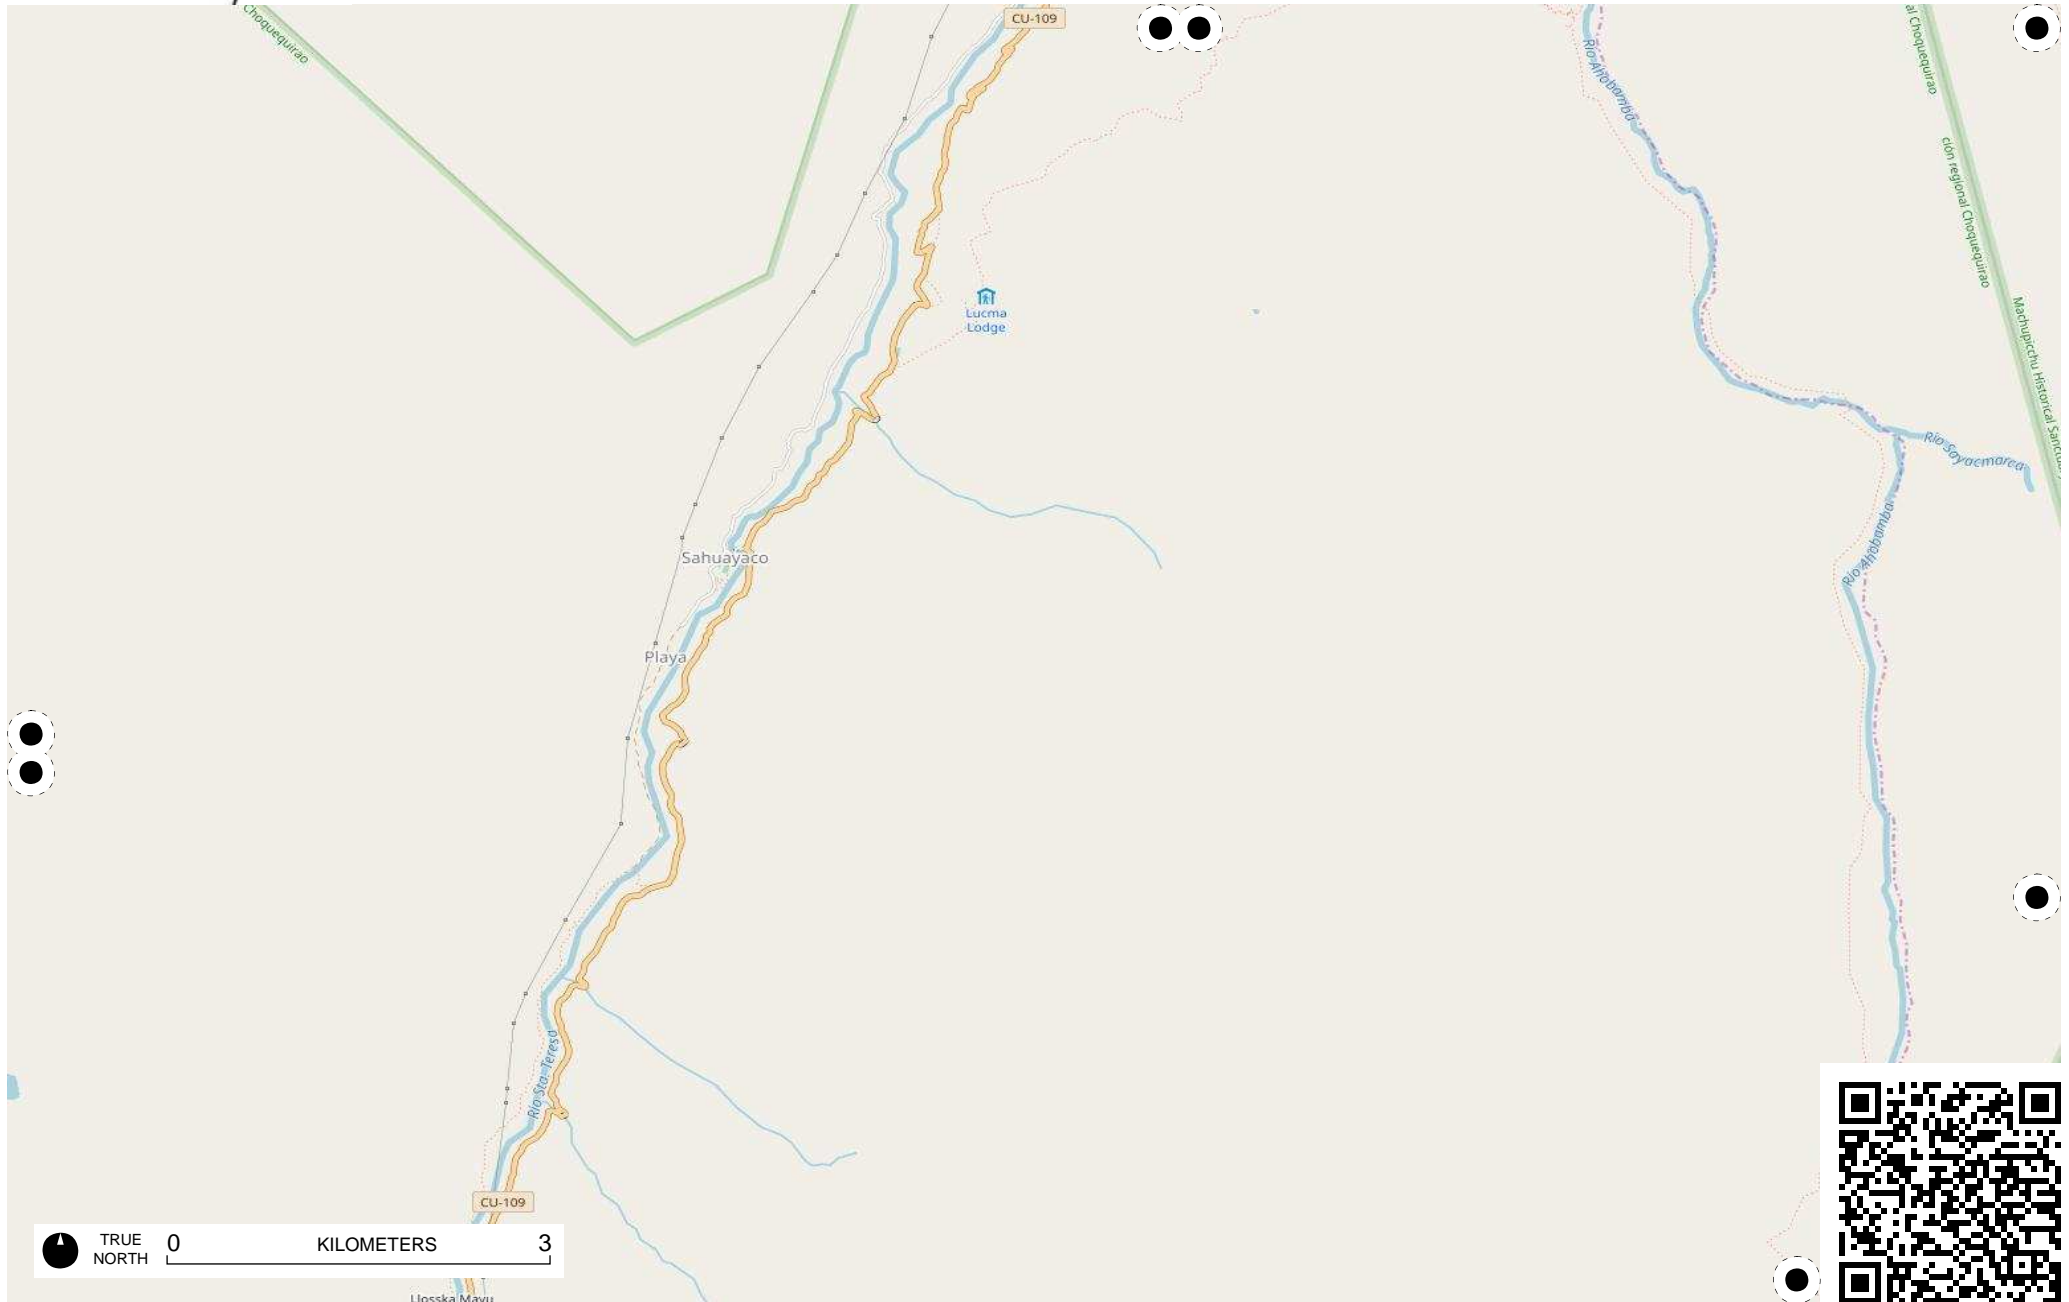 Choquequirao
CU-109
Río Ahobamba
al Choquequirao
ción regional Choquequirao
Machupicchu Historical Sanctua
Lucma
Lodge
Río Sayacmarca
Río Ahobamba
Sahuayaco
Playa
Río Sta. Teresa
CU-109
TRUE
NORTH
0
KILOMETERS
3
Llosska Mayu